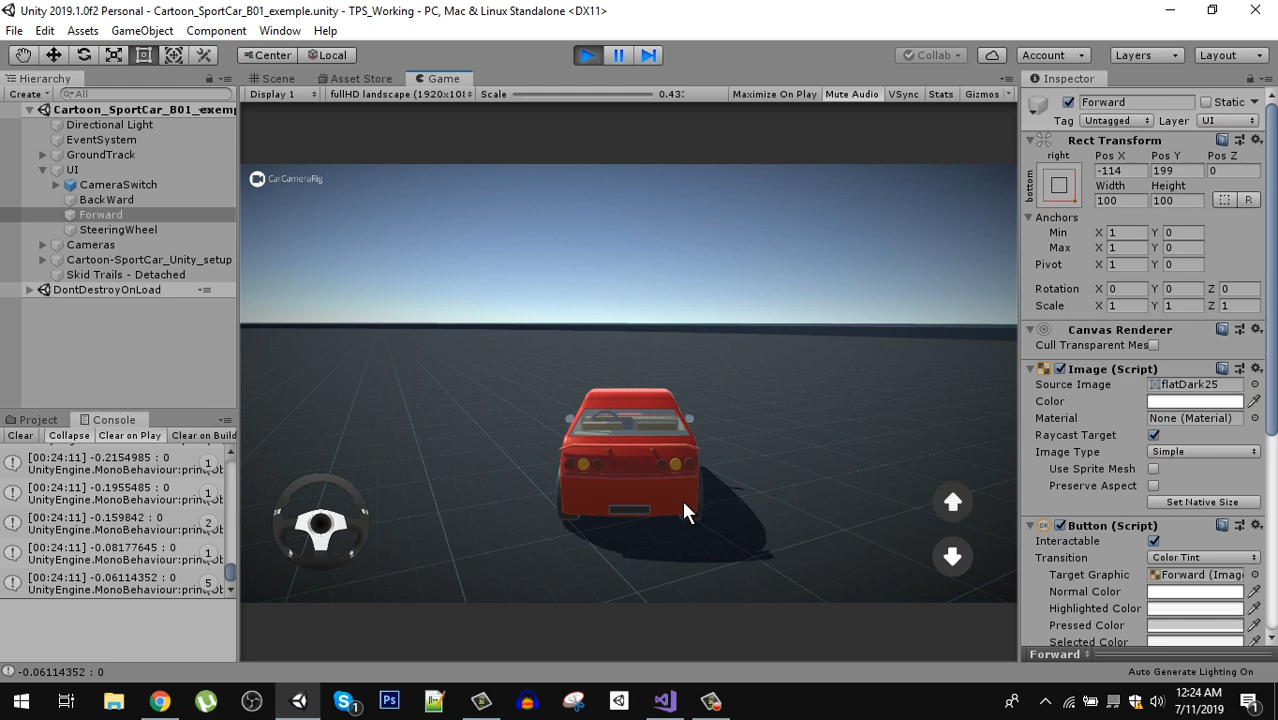 Unity 2019.1.0f2 Personal - Cartoon_SportCar_B01_exemple.unity - TPS_Working - PC, Mac & Linux Standalone <DX11>
File Edit Assets GameObject Component Window Help
Center Local Collab Account Layers Layout
Hierarchy Scene Asset Store Game Inspector
Create All Display 1 fullHD landscape (1920x108 Scale 0.43: Maximize On Play Mute Audio VSync Stats Gizmos
Forward Static
Tag Untagged Layer UI
Cartoon_SportCar_B01_exemp
Directional Light
EventSystem
GroundTrack
UI
CameraSwitch
BackWard
Forward
SteeringWheel
Cameras
Cartoon-SportCar_Unity_setup
Skid Trails - Detached
DontDestroyOnLoad
CarCameraRig
Rect Transform
right Pos X Pos Y Pos Z
bottom
-114 199 0
Width Height
100 100 R
Anchors
Min X 1 Y 0
Max X 1 Y 0
Pivot X 1 Y 0
Rotation X 0 Y 0 Z 0
Scale X 1 Y 1 Z 1
Canvas Renderer
Cull Transparent Mes
Image (Script)
Source Image flatDark25
Color
Material None (Material)
Raycast Target
Image Type Simple
Use Sprite Mesh
Preserve Aspect
Set Native Size
Button (Script)
Interactable
Transition Color Tint
Target Graphic Forward (Imag
Normal Color
Highlighted Color
Pressed Color
Selected Color
Forward
Project Console
Clear Collapse Clear on Play Clear on Build
[00:24:11] -0.2154985 : 0 1
UnityEngine.MonoBehaviour:print(Ob
[00:24:11] -0.1955485 : 0 1
UnityEngine.MonoBehaviour:print(Ob
[00:24:11] -0.159842 : 0 2
UnityEngine.MonoBehaviour:print(Ob
[00:24:11] -0.08177645 : 0 1
UnityEngine.MonoBehaviour:print(Ob
[00:24:11] -0.06114352 : 0 5
UnityEngine.MonoBehaviour:print(Ob
-0.06114352 : 0
Auto Generate Lighting On
12:24 AM
7/11/2019